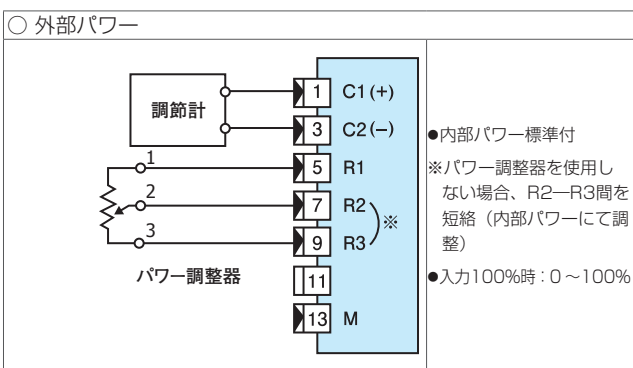 ○ 外部パワー
調節計
1 C1(+)
3 C2(−)
1
5 R1
2
7 R2
※
3
9 R3
パワー調整器
11
13 M
●内部パワー標準付
※パワー調整器を使用し
ない場合、R2―R3間を
短絡（内部パワーにて調
整）
●入力100%時：0～100%